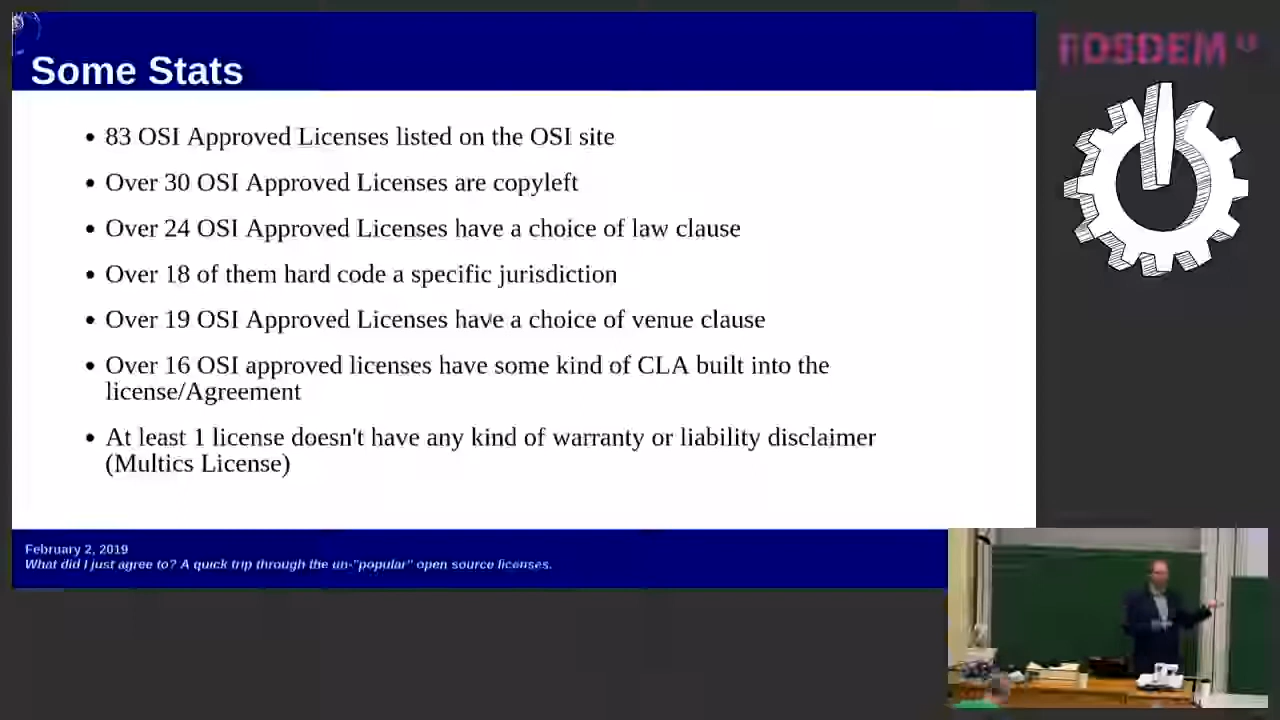 Some Stats
• 83 OSI Approved Licenses listed on the OSI site
• Over 30 OSI Approved Licenses are copyleft
• Over 24 OSI Approved Licenses have a choice of law clause
• Over 18 of them hard code a specific jurisdiction
• Over 19 OSI Approved Licenses have a choice of venue clause
• Over 16 OSI approved licenses have some kind of CLA built into the
license/Agreement
• At least 1 license doesn't have any kind of warranty or liability disclaimer
(Multics License)
February 2, 2019
What did I just agree to? A quick trip through the un-"popular" open source licenses.
FOSDEM